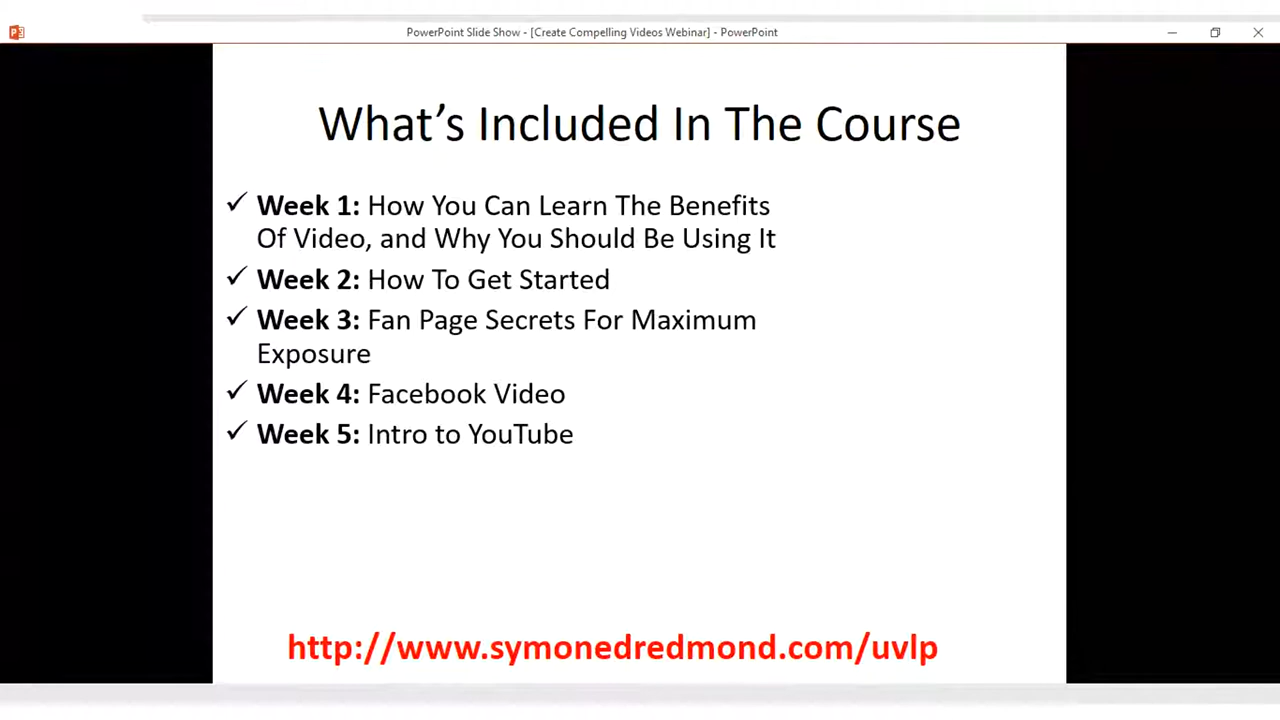 PowerPoint Slide Show - [Create Compelling Videos Webinar] - PowerPoint
What's Included In The Course
✓ Week 1: How You Can Learn The Benefits
Of Video, and Why You Should Be Using It
✓ Week 2: How To Get Started
✓ Week 3: Fan Page Secrets For Maximum
Exposure
✓ Week 4: Facebook Video
✓ Week 5: Intro to YouTube
http://www.symonedredmond.com/uvlp